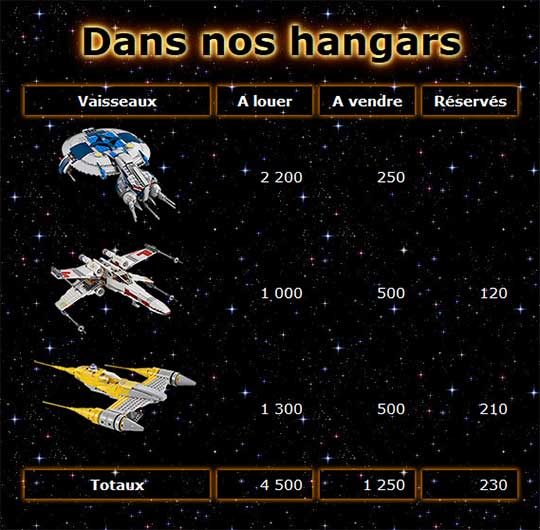 Dans nos hangars
Vaisseaux A louer A vendre Réservés
2 200 250
1 000 500 120
1 300 500 210
Totaux 4 500 1 250 230